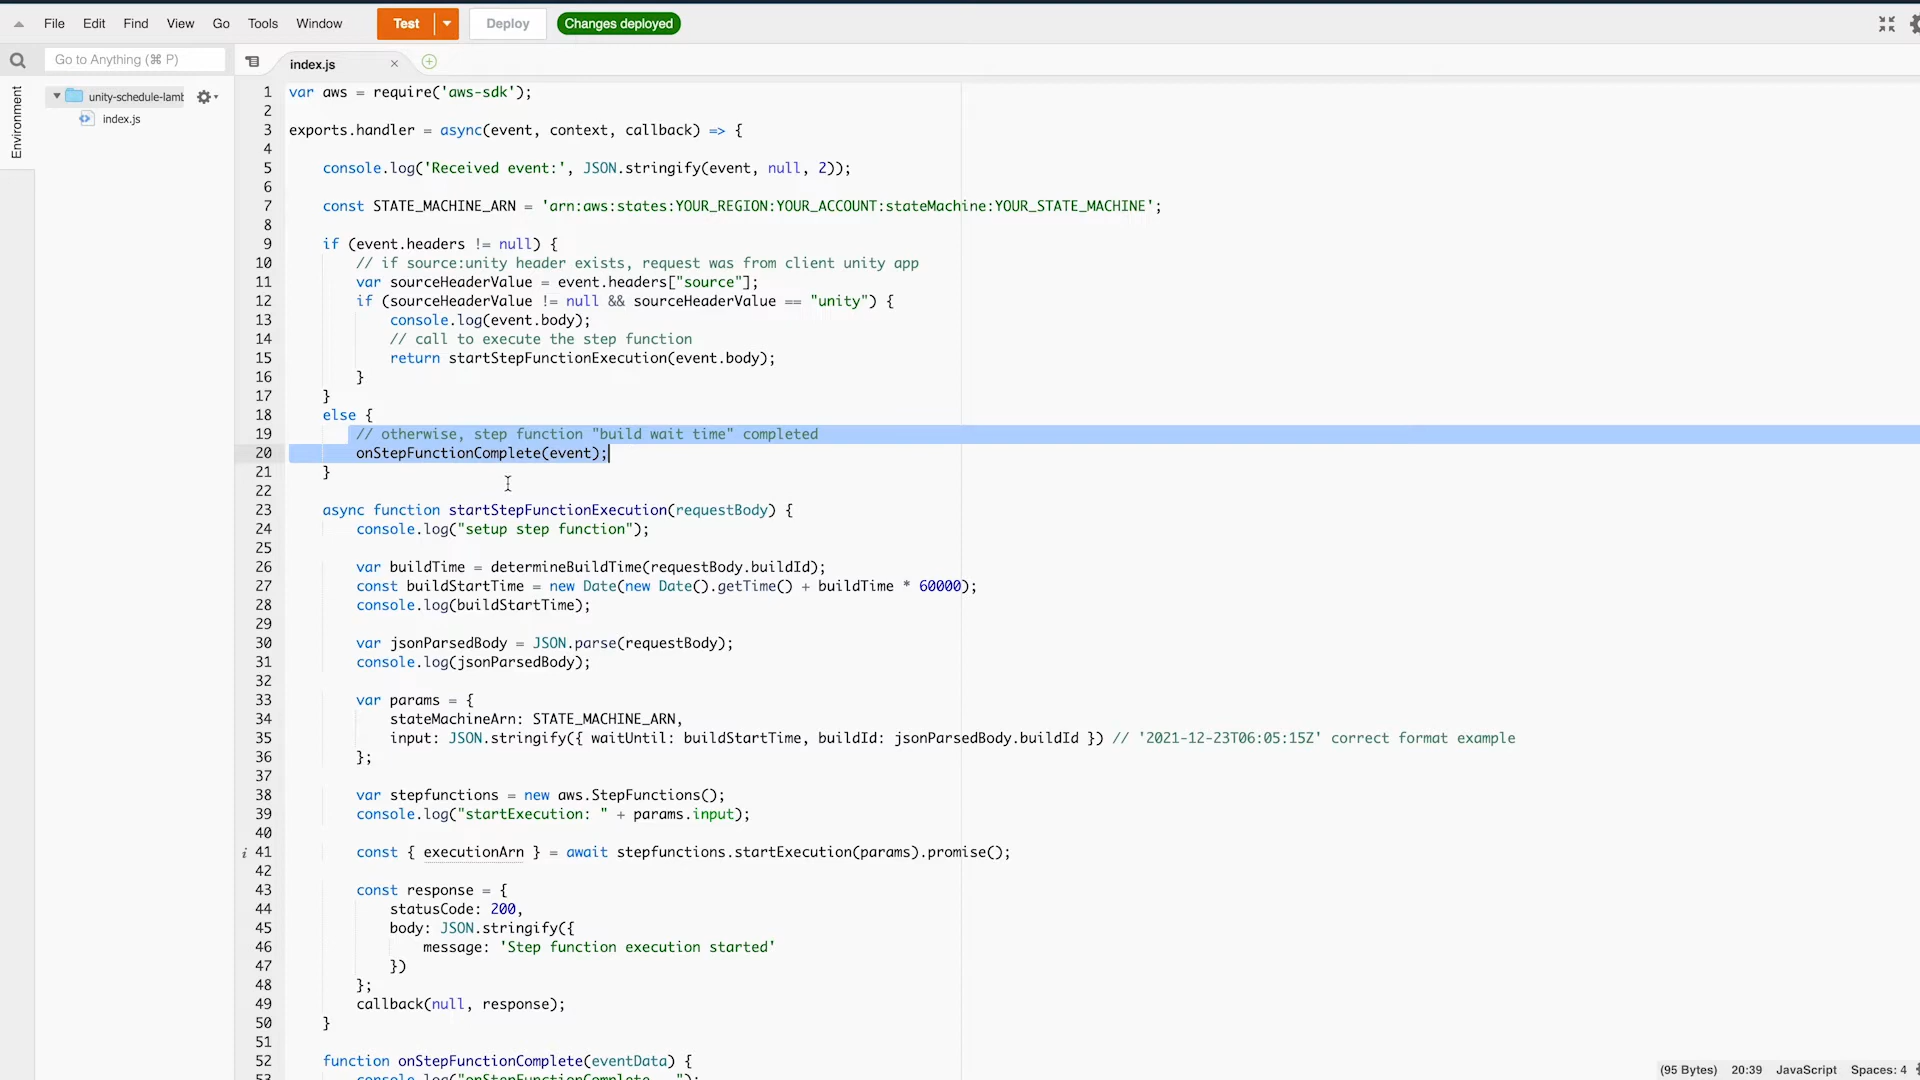 File Edit Find View Go Tools Window Test Deploy Changes deployed
Go to Anything (⌘ P) index.js
Environment
unity-schedule-lamb
index.js
1 var aws = require('aws-sdk');
2
3 exports.handler = async(event, context, callback) => {
4
5 console.log('Received event:', JSON.stringify(event, null, 2));
6
7 const STATE_MACHINE_ARN = 'arn:aws:states:YOUR_REGION:YOUR_ACCOUNT:stateMachine:YOUR_STATE_MACHINE';
8
9 if (event.headers != null) {
10 // if source:unity header exists, request was from client unity app
11 var sourceHeaderValue = event.headers["source"];
12 if (sourceHeaderValue != null && sourceHeaderValue == "unity") {
13 console.log(event.body);
14 // call to execute the step function
15 return startStepFunctionExecution(event.body);
16 }
17 }
18 else {
19 // otherwise, step function "build wait time" completed
20 onStepFunctionComplete(event);
21 }
22
23 async function startStepFunctionExecution(requestBody) {
24 console.log("setup step function");
25
26 var buildTime = determineBuildTime(requestBody.buildId);
27 const buildStartTime = new Date(new Date().getTime() + buildTime * 60000);
28 console.log(buildStartTime);
29
30 var jsonParsedBody = JSON.parse(requestBody);
31 console.log(jsonParsedBody);
32
33 var params = {
34 stateMachineArn: STATE_MACHINE_ARN,
35 input: JSON.stringify({ waitUntil: buildStartTime, buildId: jsonParsedBody.buildId }) // '2021-12-23T06:05:15Z' correct format example
36 };
37
38 var stepfunctions = new aws.StepFunctions();
39 console.log("startExecution: " + params.input);
40
i 41 const { executionArn } = await stepfunctions.startExecution(params).promise();
42
43 const response = {
44 statusCode: 200,
45 body: JSON.stringify({
46 message: 'Step function execution started'
47 })
48 };
49 callback(null, response);
50 }
51
52 function onStepFunctionComplete(eventData) {
53 console.log("onStepFunctionComplete...");
(95 Bytes) 20:39 JavaScript Spaces: 4